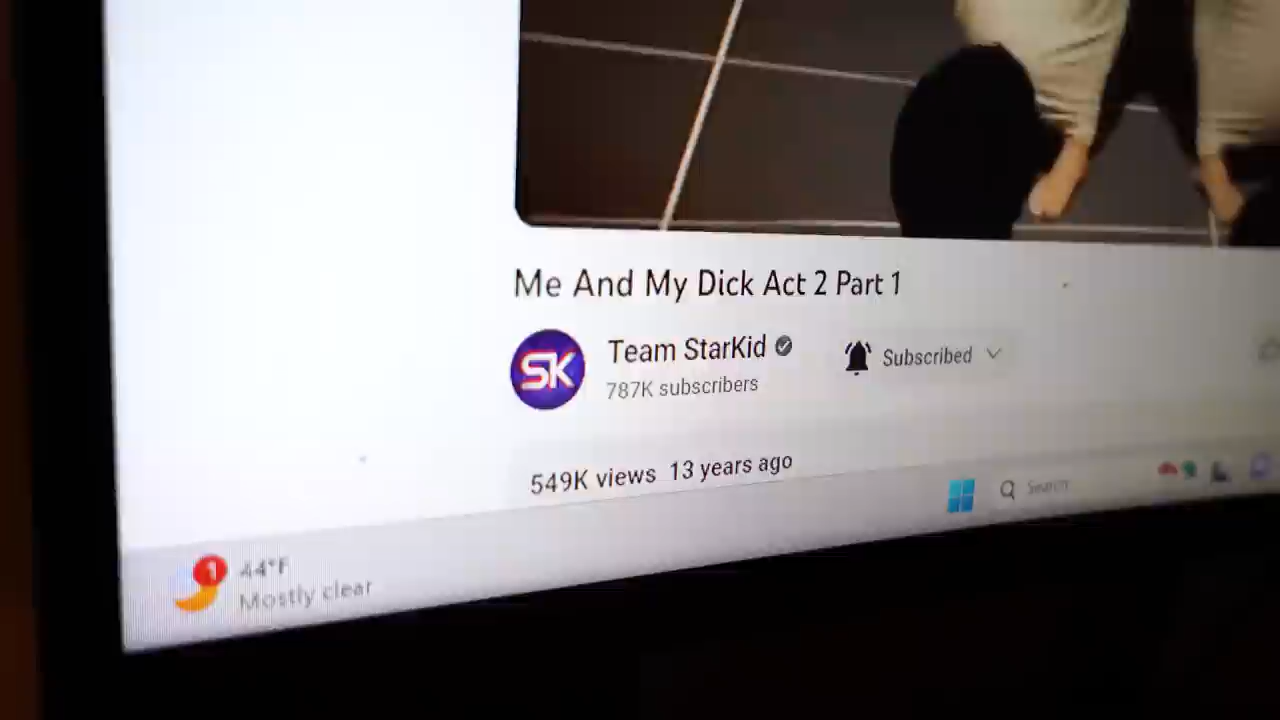 Me And My Dick Act 2 Part 1
SK
Team StarKid
787K subscribers
Subscribed
549K views 13 years ago
Search
1
44°F
Mostly clear